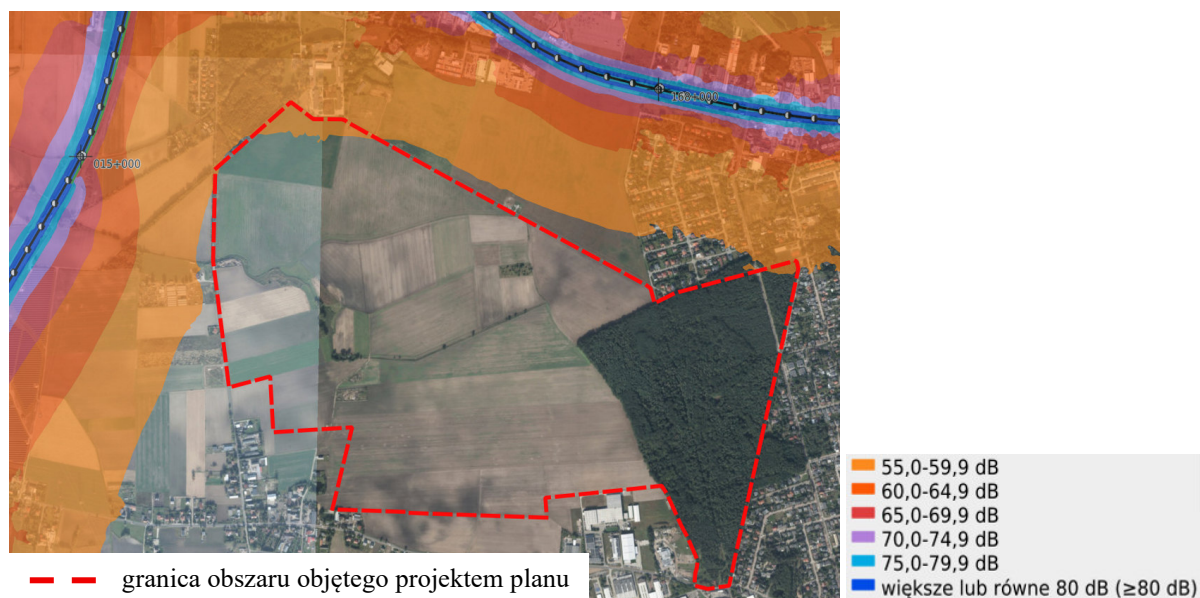 168+000
015+000
55,0-59,9 dB
60,0-64,9 dB
65,0-69,9 dB
70,0-74,9 dB
75,0-79,9 dB
większe lub równe 80 dB (≥80 dB)
granica obszaru objętego projektem planu